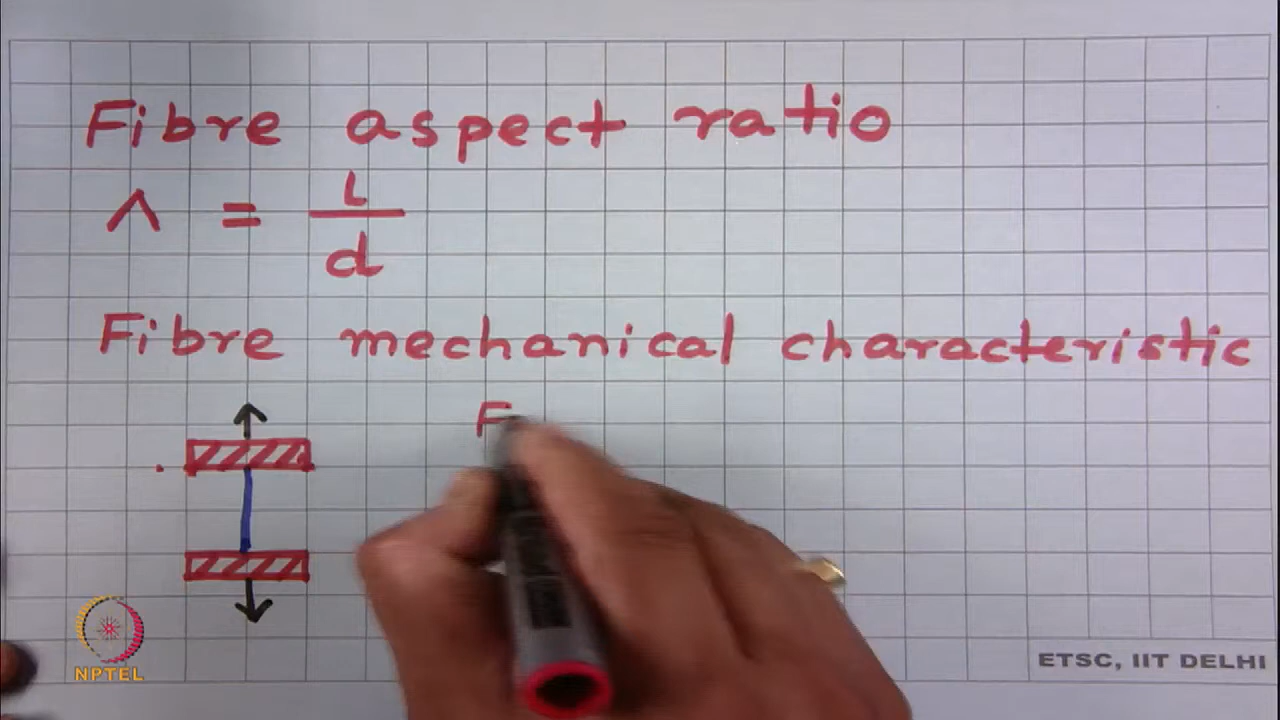 Fibre aspect ratio
Λ = l / d
Fibre mechanical characteristic
F
NPTEL
ETSC, IIT DELHI